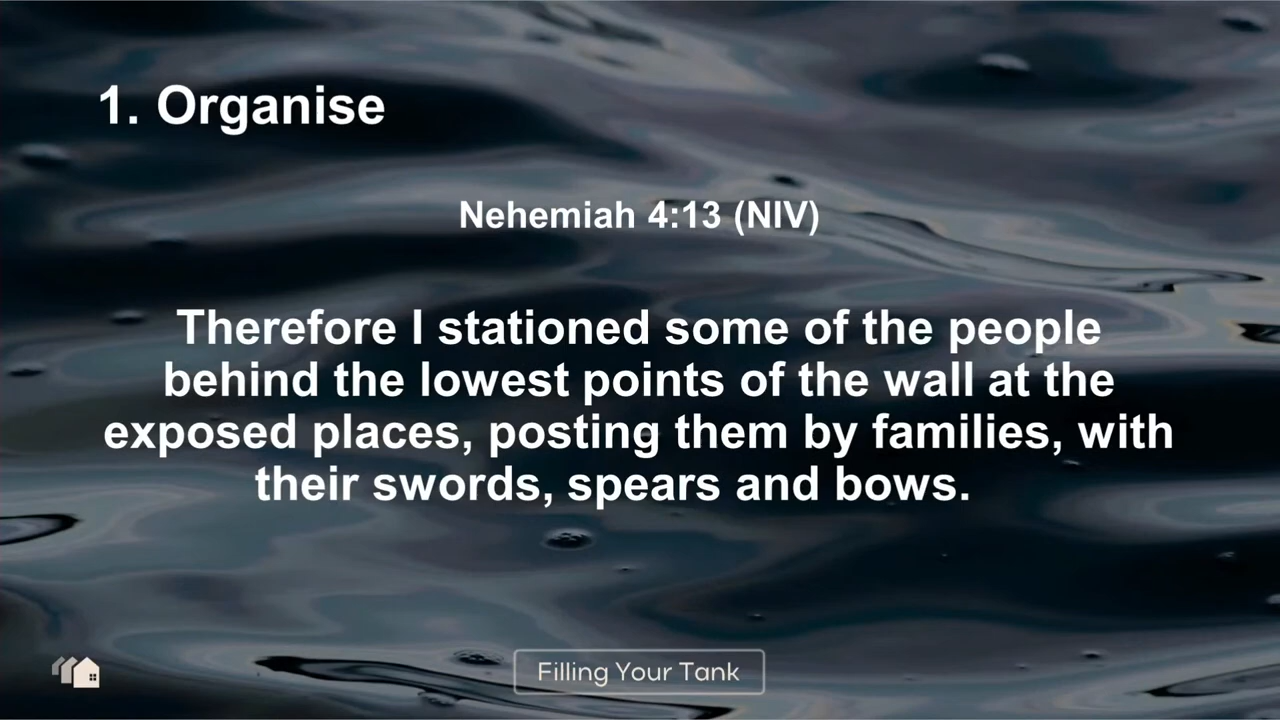 1. Organise
Nehemiah 4:13 (NIV)
Therefore I stationed some of the people
behind the lowest points of the wall at the
exposed places, posting them by families, with
their swords, spears and bows.
Filling Your Tank